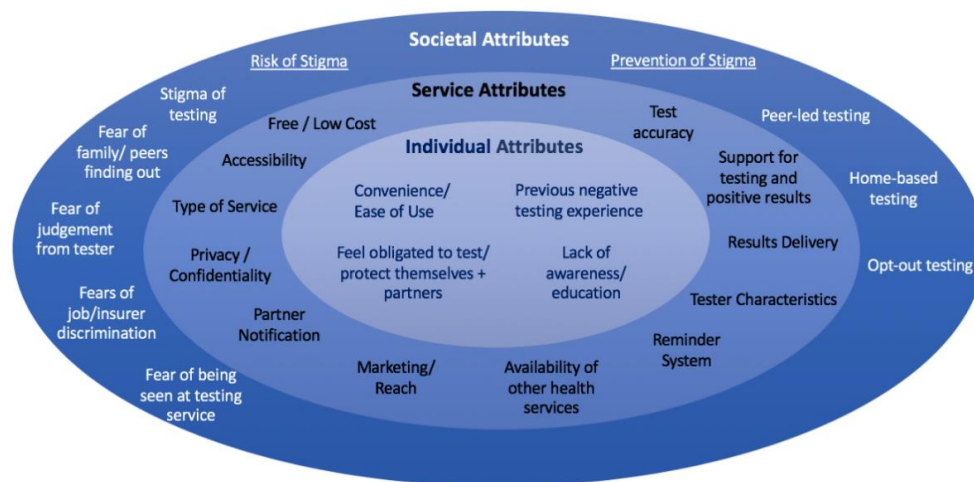 Societal Attributes
Risk of Stigma
Prevention of Stigma
Stigma of
testing
Fear of
family/ peers
finding out
Fear of
judgement
from tester
Fears of
job/insurer
discrimination
Fear of being
seen at testing
service
Peer-led testing
Home-based
testing
Opt-out testing
Service Attributes
Free / Low Cost
Accessibility
Type of Service
Privacy /
Confidentiality
Partner
Notification
Marketing/
Reach
Availability of
other health
services
Reminder
System
Tester Characteristics
Results Delivery
Support for
testing and
positive results
Test
accuracy
Individual Attributes
Convenience/
Ease of Use
Previous negative
testing experience
Feel obligated to test/
protect themselves +
partners
Lack of
awareness/
education